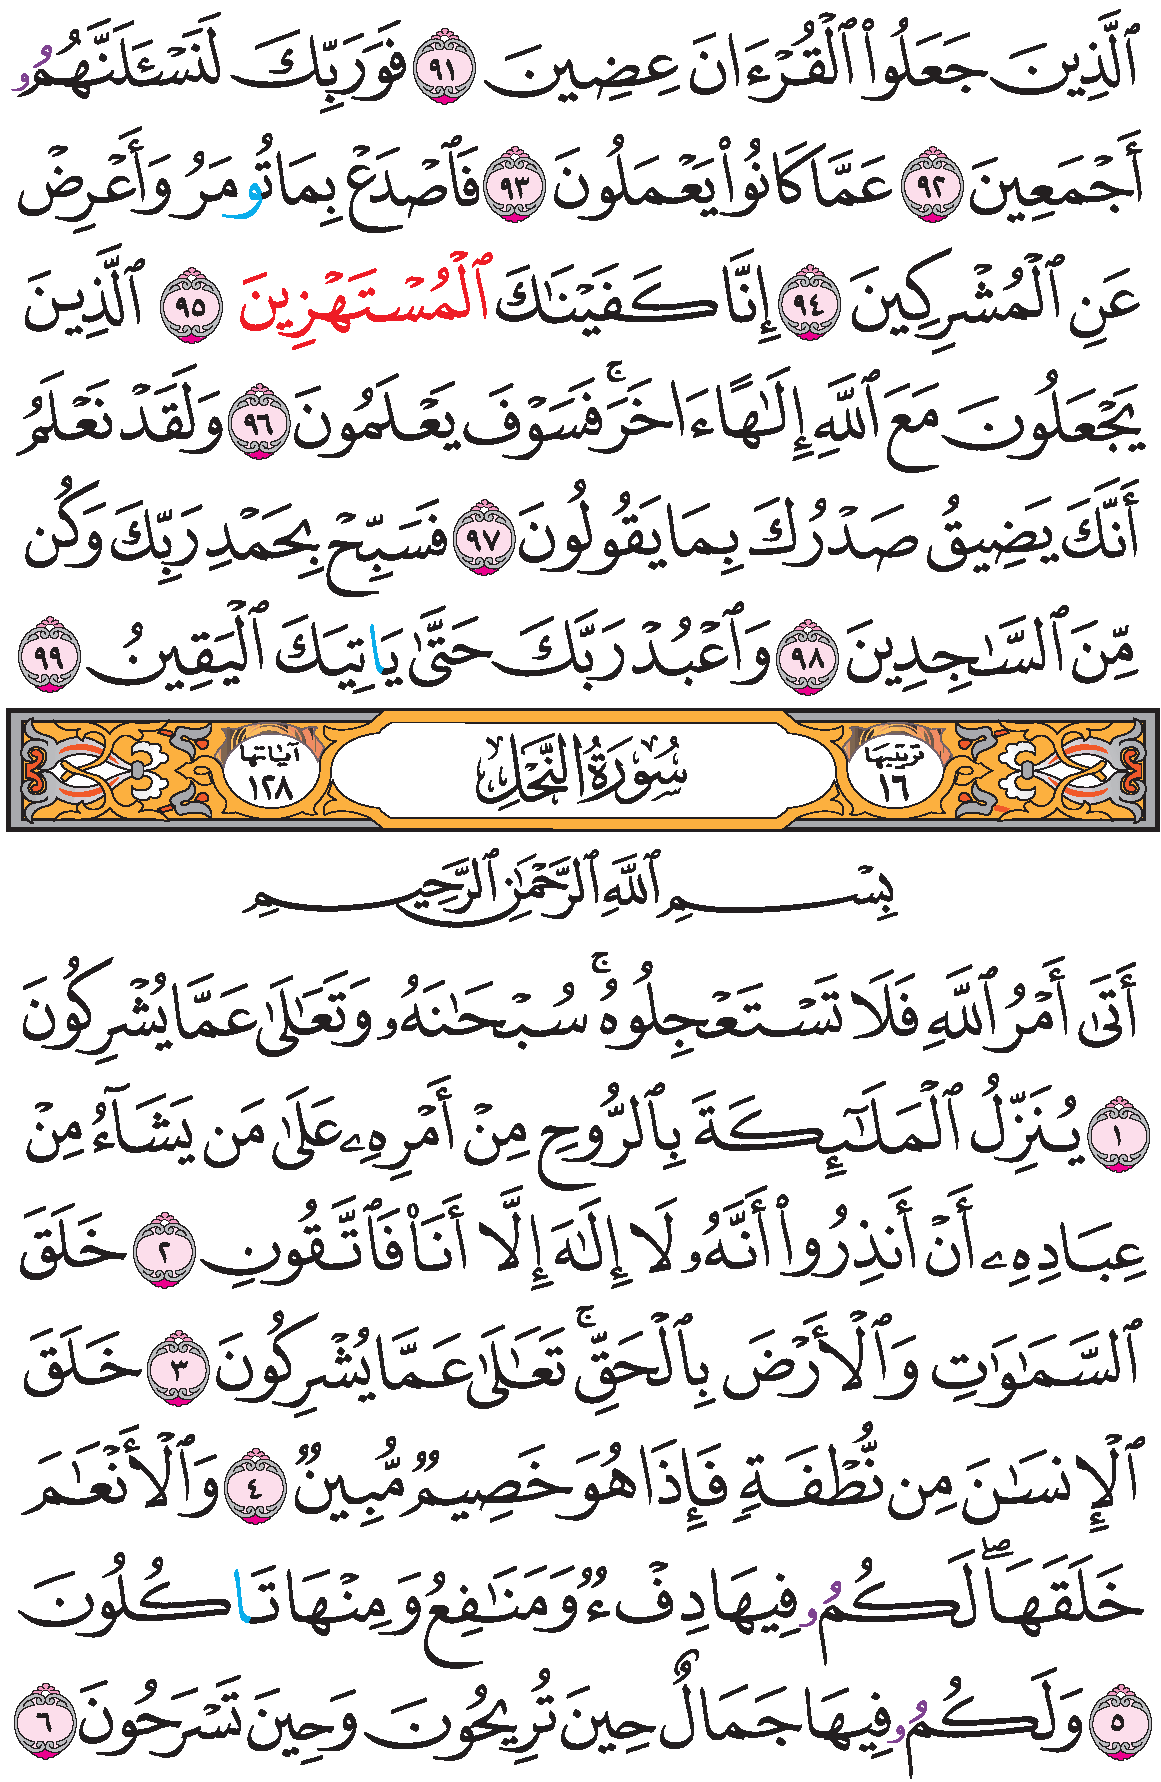 ٱلَّذِينَ جَعَلُوا۟ ٱلْقُرْءَانَ عِضِينَ ٩١ فَوَرَبِّكَ لَنَسْـَٔلَنَّهُمُۥ
أَجْمَعِينَ ٩٢ عَمَّا كَانُوا۟ يَعْمَلُونَ ٩٣ فَٱصْدَعْ بِمَا تُومَرُ وَأَعْرِضْ
عَنِ ٱلْمُشْرِكِينَ ٩٤ إِنَّا كَفَيْنَٰكَ ٱلْمُسْتَهْزِينَ ٩٥ ٱلَّذِينَ
يَجْعَلُونَ مَعَ ٱللَّهِ إِلَٰهًا ءَاخَرَ ۚ فَسَوْفَ يَعْلَمُونَ ٩٦ وَلَقَدْ نَعْلَمُ
أَنَّكَ يَضِيقُ صَدْرُكَ بِمَا يَقُولُونَ ٩٧ فَسَبِّحْ بِحَمْدِ رَبِّكَ وَكُن
مِّنَ ٱلسَّٰجِدِينَ ٩٨ وَٱعْبُدْ رَبَّكَ حَتَّىٰ يَاتِيَكَ ٱلْيَقِينُ ٩٩
ترتيبها ١٦ سُورَةُ النَّحْلِ آياتها ١٢٨
بِسْمِ ٱللَّهِ ٱلرَّحْمَٰنِ ٱلرَّحِيمِ
أَتَىٰ أَمْرُ ٱللَّهِ فَلَا تَسْتَعْجِلُوهُ ۚ سُبْحَٰنَهُۥ وَتَعَٰلَىٰ عَمَّا يُشْرِكُونَ
١ يُنَزِّلُ ٱلْمَلَٰٓئِكَةَ بِٱلرُّوحِ مِنْ أَمْرِهِۦ عَلَىٰ مَن يَشَآءُ مِنْ
عِبَادِهِۦ أَنْ أَنذِرُوا۟ أَنَّهُۥ لَا إِلَٰهَ إِلَّا أَنَا۠ فَٱتَّقُونِ ٢ خَلَقَ
ٱلسَّمَٰوَٰتِ وَٱلْأَرْضَ بِٱلْحَقِّ ۚ تَعَٰلَىٰ عَمَّا يُشْرِكُونَ ٣ خَلَقَ
ٱلْإِنسَٰنَ مِن نُّطْفَةٍ فَإِذَا هُوَ خَصِيمٌ مُّبِينٌ ٤ وَٱلْأَنْعَٰمَ
خَلَقَهَا ۖ لَكُمُۥ فِيهَا دِفْءٌ وَمَنَٰفِعُ وَمِنْهَا تَاكُلُونَ
٥ وَلَكُمُۥ فِيهَا جَمَالٌ حِينَ تُرِيحُونَ وَحِينَ تَسْرَحُونَ ٦